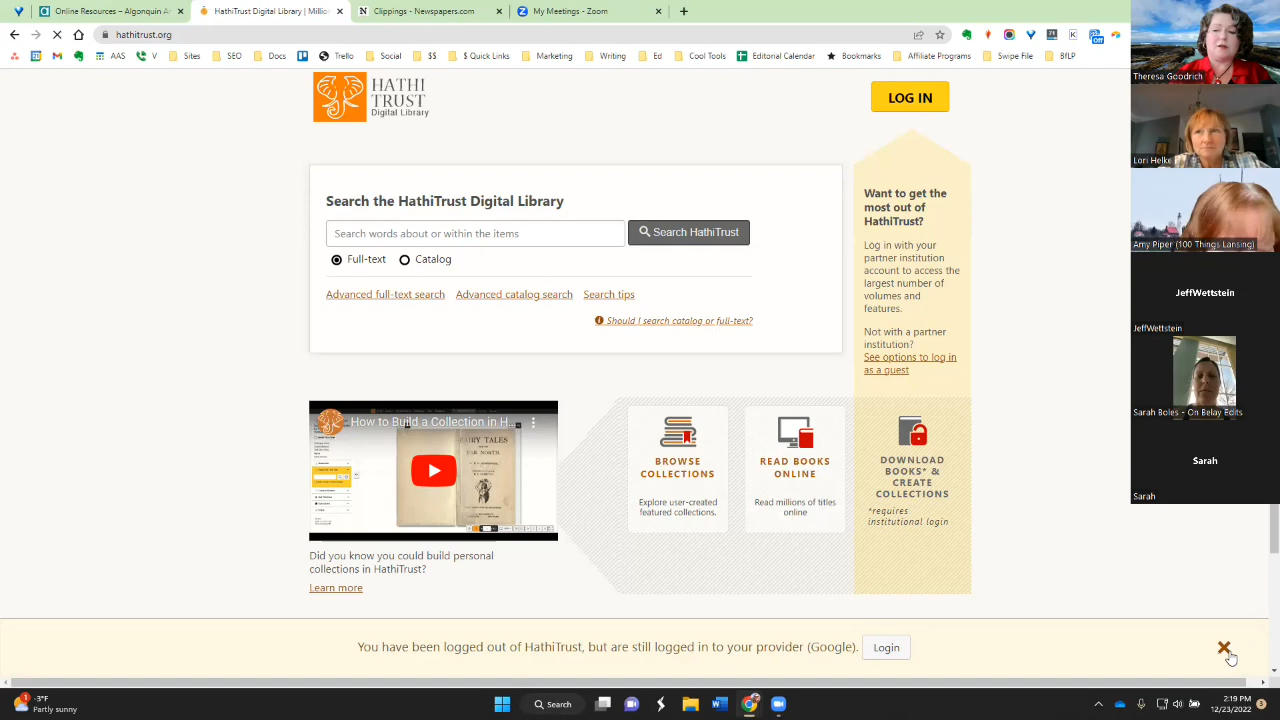 Online Resources – Algonquin A
HathiTrust Digital Library | Millio
Clippings - Newspapers.com
My Meetings - Zoom
hathitrust.org
AAS
V
Sites
SEO
Docs
Trello
Social
$$
$ Quick
Marketing
Writing
Ed
Cool Tools
Editorial Calendar
Bookmarks
Affiliate Programs
Swipe File
BfLP
Off
HATHI
TRUST
Digital Library
LOG IN
Search the HathiTrust Digital Library
Search words about or within the items
Search HathiTrust
Full-text
Catalog
Advanced full-text search
Advanced catalog search
Search tips
Should I search catalog or full-text?
Want to get the
most out of
HathiTrust?
Log in with your
partner institution
account to access the
largest number of
volumes and
features.
Not with a partner
institution?
See options to log in
as a guest
How to Build a Collection in H...
FAIRY TALES
FAR NORTH
Did you know you could build personal
collections in HathiTrust?
Learn more
BROWSE
COLLECTIONS
Explore user-created
featured collections.
READ BOOKS
ONLINE
Read millions of titles
online
DOWNLOAD
BOOKS* &
CREATE
COLLECTIONS
*requires
institutional login
You have been logged out of HathiTrust, but are still logged in to your provider (Google).
Login
Theresa Goodrich
Lori Helke
Amy Piper (100 Things Lansing)
JeffWettstein
JeffWettstein
Sarah Boles - On Belay Edits
Sarah
Sarah
1
-3°F
Partly sunny
Search
2:19 PM
12/23/2022
3